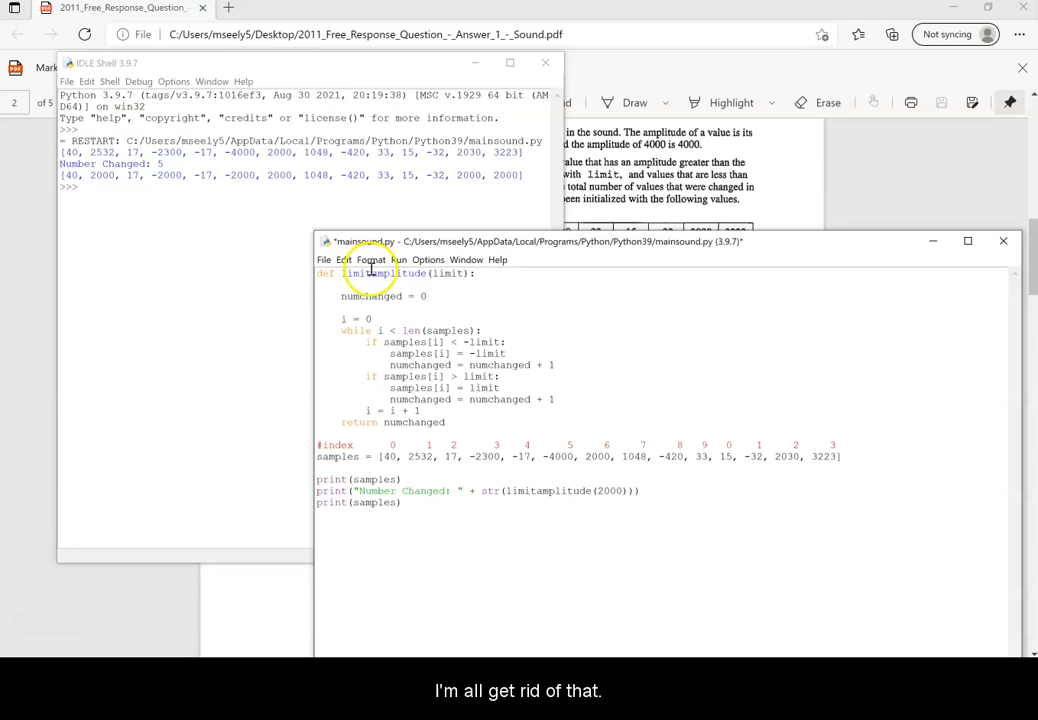 2011_Free_Response_Question_-
File
C:/Users/mseely5/Desktop/2011_Free_Response_Question_-_Answer_1_-_Sound.pdf
Not syncing
Mark
IDLE Shell 3.9.7
File Edit Shell Debug Options Window Help
2 of 5
Draw
Highlight
Erase
Python 3.9.7 (tags/v3.9.7:1016ef3, Aug 30 2021, 20:19:38) [MSC v.1929 64 bit (AM
D64)] on win32
Type "help", "copyright", "credits" or "license()" for more information.
>>>
= RESTART: C:/Users/mseely5/AppData/Local/Programs/Python/Python39/mainsound.py
[40, 2532, 17, -2300, -17, -4000, 2000, 1048, -420, 33, 15, -32, 2030, 3223]
Number Changed: 5
[40, 2000, 17, -2000, -17, -2000, 2000, 1048, -420, 33, 15, -32, 2000, 2000]
>>>
in the sound. The amplitude of a value is its
d the amplitude of 4000 is 4000.
value that has an amplitude greater than the
with limit, and values that are less than
total number of values that were changed in
been initialized with the following values.
*mainsound.py - C:/Users/mseely5/AppData/Local/Programs/Python/Python39/mainsound.py (3.9.7)*
File Edit Format Run Options Window Help
def limitamplitude(limit):
numchanged = 0
i = 0
while i < len(samples):
if samples[i] < -limit:
samples[i] = -limit
numchanged = numchanged + 1
if samples[i] > limit:
samples[i] = limit
numchanged = numchanged + 1
i = i + 1
return numchanged
#index 0 1 2 3 4 5 6 7 8 9 0 1 2 3
samples = [40, 2532, 17, -2300, -17, -4000, 2000, 1048, -420, 33, 15, -32, 2030, 3223]
print(samples)
print("Number Changed: " + str(limitamplitude(2000)))
print(samples)
I'm all get rid of that.